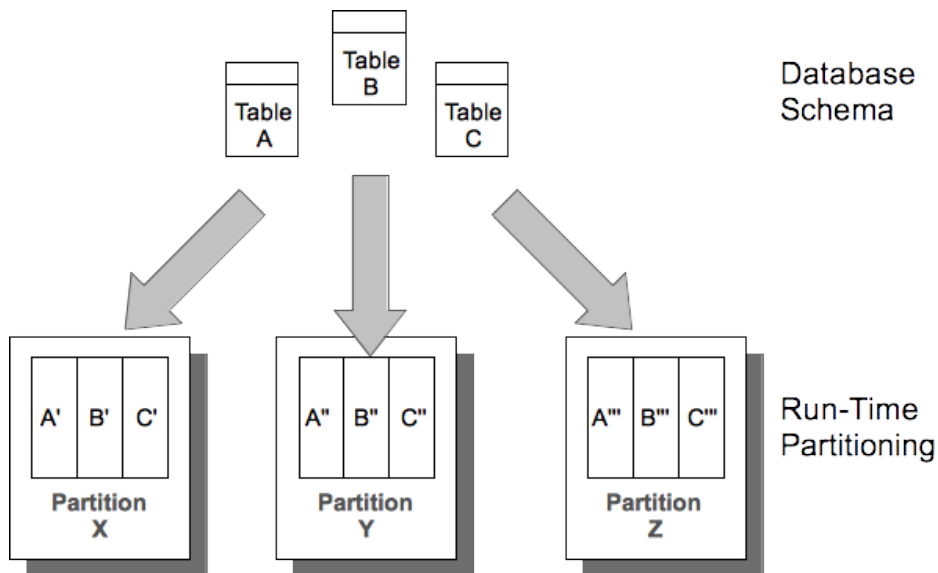 Table
B
Table
A
Table
C
Database
Schema
A' B' C'
Partition
X
A" B" C"
Partition
Y
A"' B"' C"'
Partition
Z
Run-Time
Partitioning